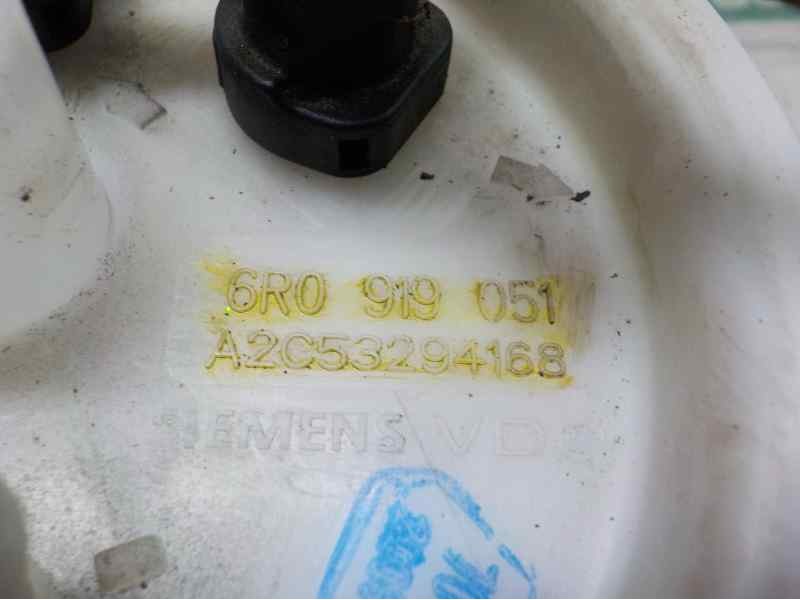 6R0 919 051
A2C53294168
SIEMENS VDO